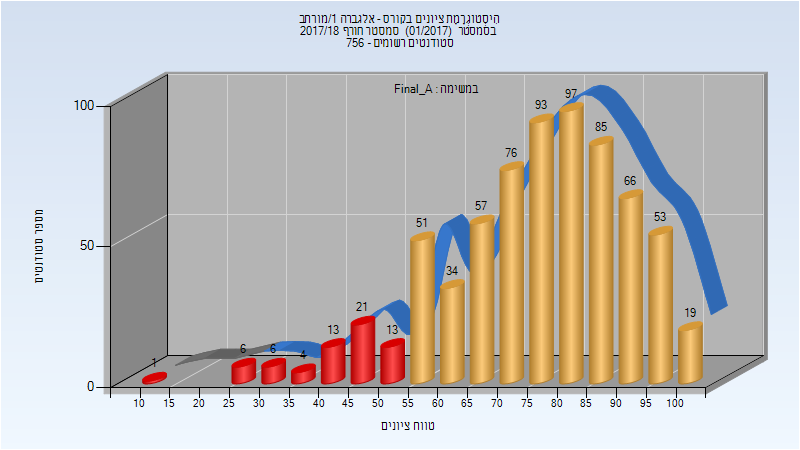 היסטוגרמת ציונים בקורס - אלגברה 1/מורחב
בסמסטר (01/2017) סמסטר חורף 2017/18
סטודנטים רשומים - 756
במשימה : Final_A
מספר סטודנטים
100
50
0
1
6
6
4
13
21
13
51
34
57
76
93
97
85
66
53
19
10 15 20 25 30 35 40 45 50 55 60 65 70 75 80 85 90 95 100
טווח ציונים